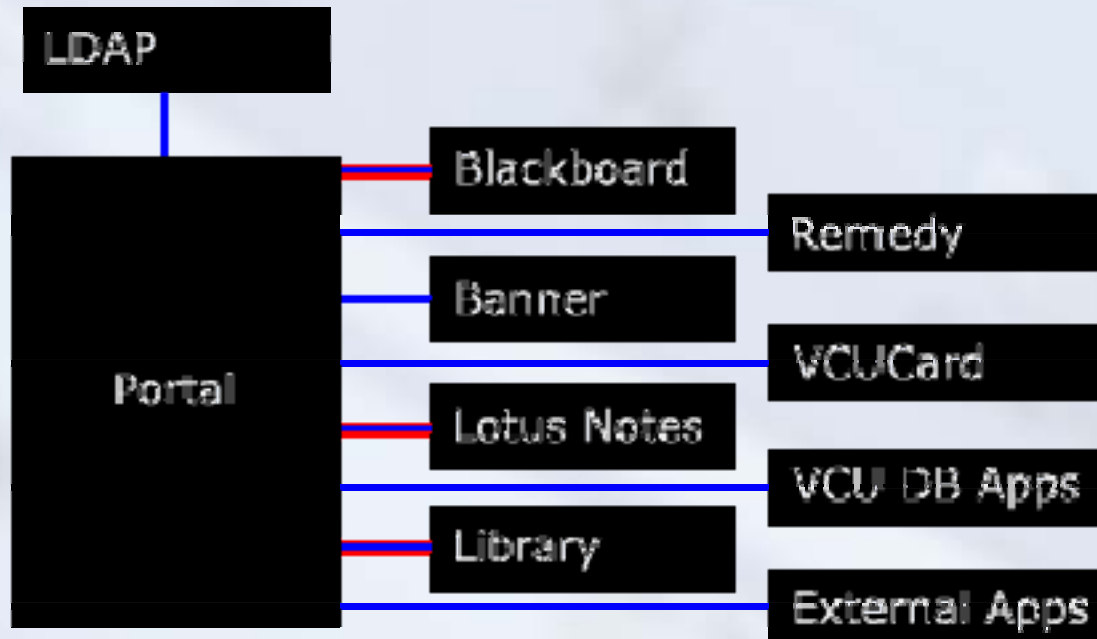 LDAP
Blackboard
Remedy
Banner
VCUCard
Portal
Lotus Notes
VCU DB Apps
Library
External Apps